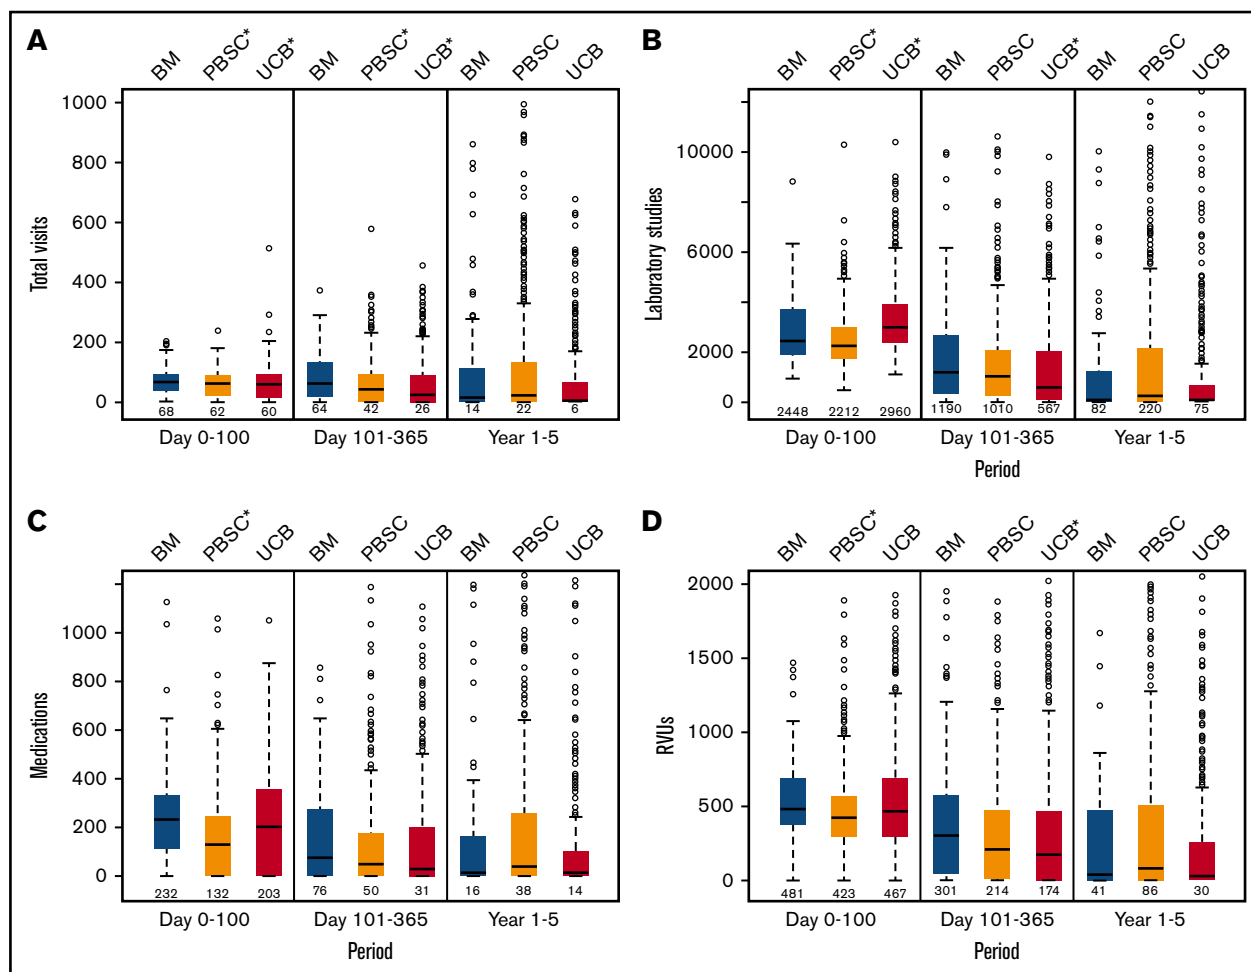 A
BM PBSC* UCB* BM PBSC* UCB* BM PBSC UCB
Total visits
1000
800
600
400
200
0
68 62 60 64 42 26 14 22 6
Day 0-100 Day 101-365 Year 1-5
B
BM PBSC* UCB* BM PBSC UCB* BM PBSC UCB
Laboratory studies
10000
6000
2000
0
2448 2212 2960 1190 1010 567 82 220 75
Day 0-100 Day 101-365 Year 1-5
Period
C
BM PBSC* UCB BM PBSC UCB BM PBSC UCB
Medications
1000
800
600
400
200
0
232 132 203 76 50 31 16 38 14
Day 0-100 Day 101-365 Year 1-5
Period
D
BM PBSC* UCB BM PBSC UCB* BM PBSC UCB
RVUs
2000
1500
1000
500
0
481 423 467 301 214 174 41 86 30
Day 0-100 Day 101-365 Year 1-5
Period